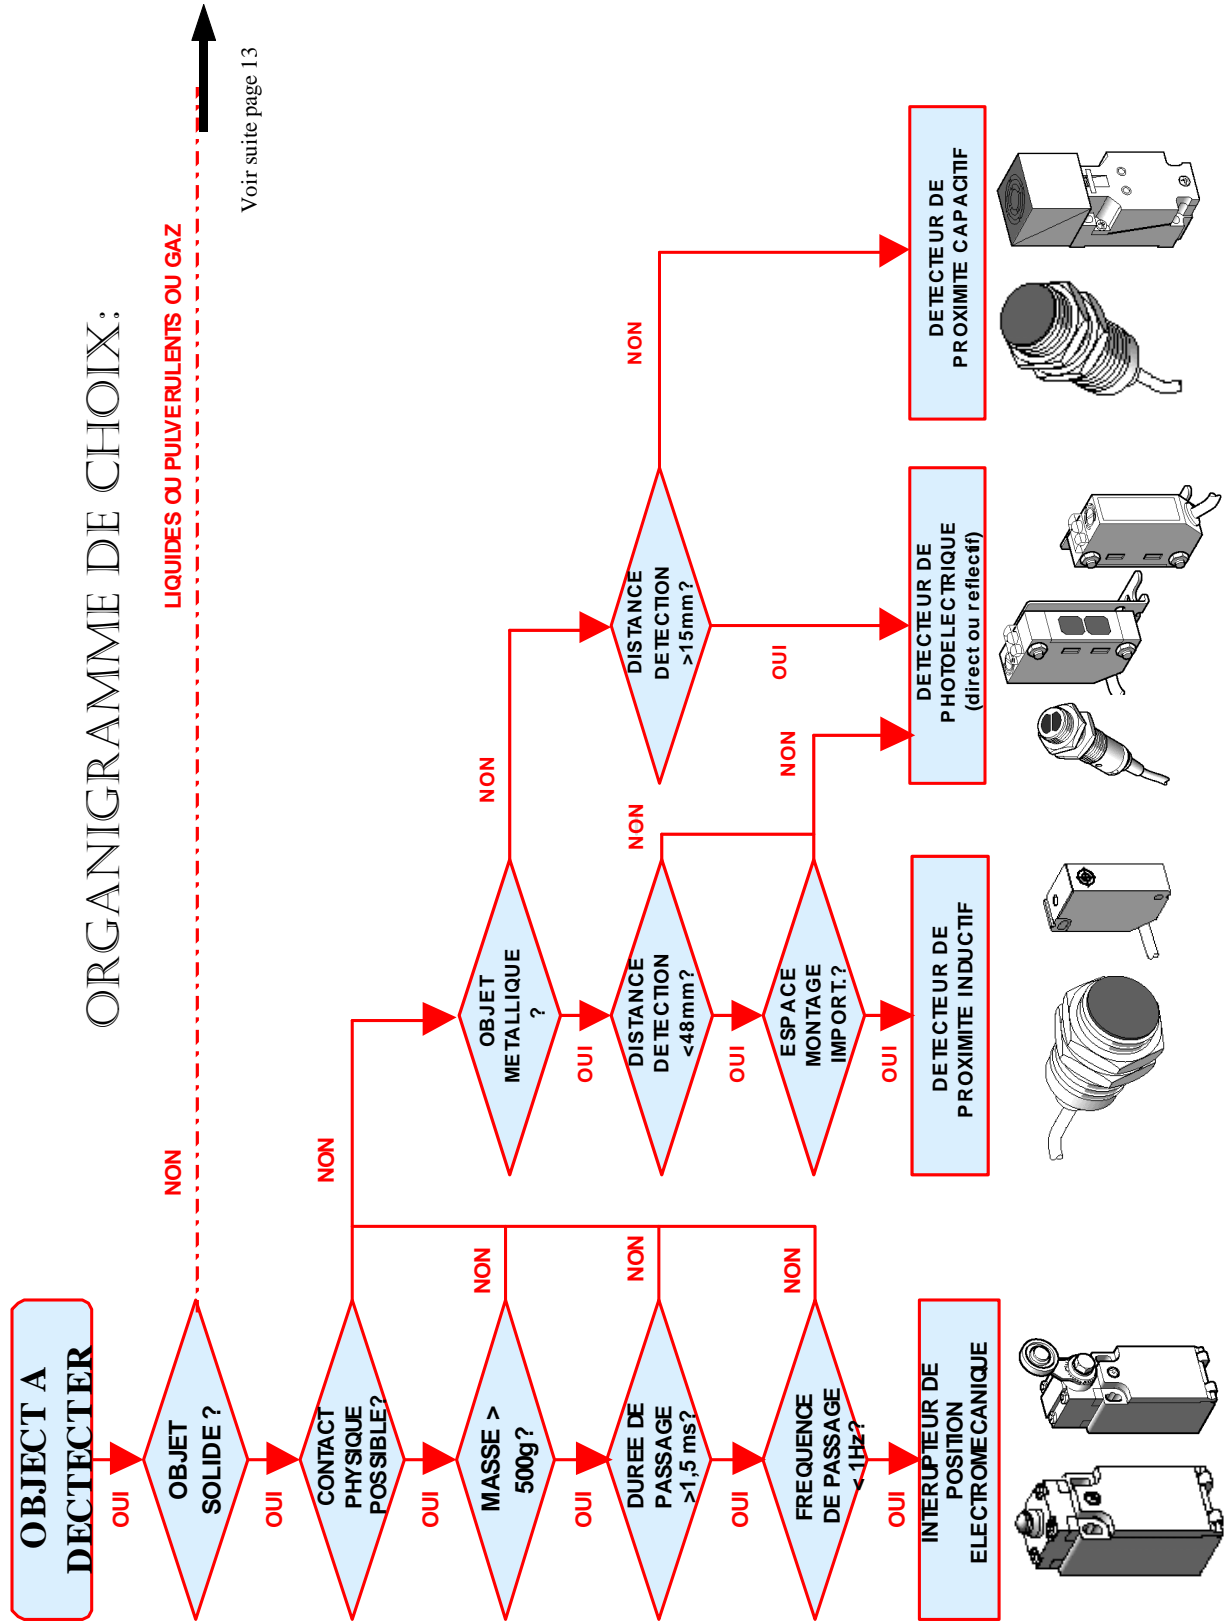 ORGANIGRAMME DE CHOIX:
OBJECT A
DECTECTER
OUI
OBJET
SOLIDE ?
NON
LIQUIDES OU PULVERULENTS OU GAZ
Voir suite page 13
OUI
CONTACT
PHYSIQUE
POSSIBLE?
NON
OUI
MASSE >
500g?
NON
OUI
DUREE DE
PASSAGE
>1,5 ms?
NON
OUI
FREQUENCE
DE PASSAGE
< 1Hz?
NON
OUI
INTERUPTEUR DE
POSITION
ELECTROMECANIQUE
OBJET
METALLIQUE
?
NON
OUI
DISTANCE
DETECTION
<48mm?
NON
OUI
ESPACE
MONTAGE
IMPORT.?
NON
OUI
DETECTEUR DE
PROXIMITE INDUCTIF
DISTANCE
DETECTION
>15mm?
NON
OUI
DETECTEUR DE
PHOTOELECTRIQUE
(direct ou reflectif)
DETECTEUR DE
PROXIMITE CAPACITIF